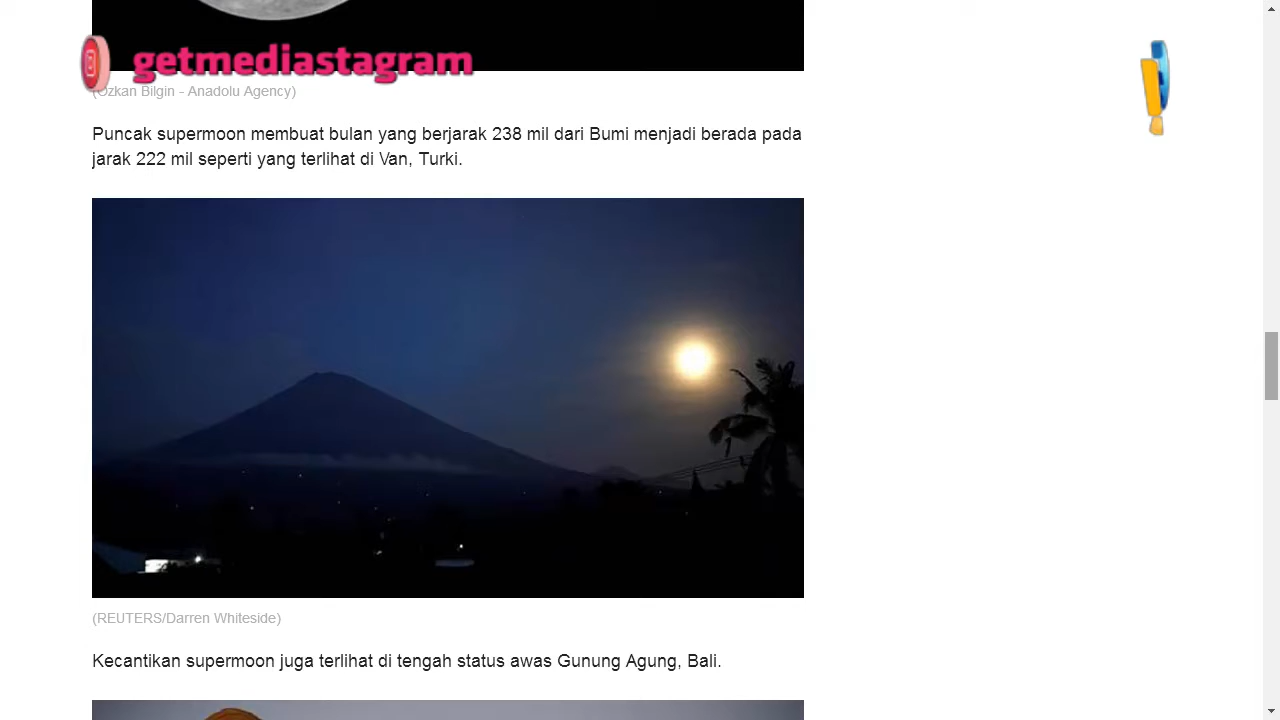 getmediastagram
(Ozkan Bilgin - Anadolu Agency)
Puncak supermoon membuat bulan yang berjarak 238 mil dari Bumi menjadi berada pada
jarak 222 mil seperti yang terlihat di Van, Turki.
(REUTERS/Darren Whiteside)
Kecantikan supermoon juga terlihat di tengah status awas Gunung Agung, Bali.